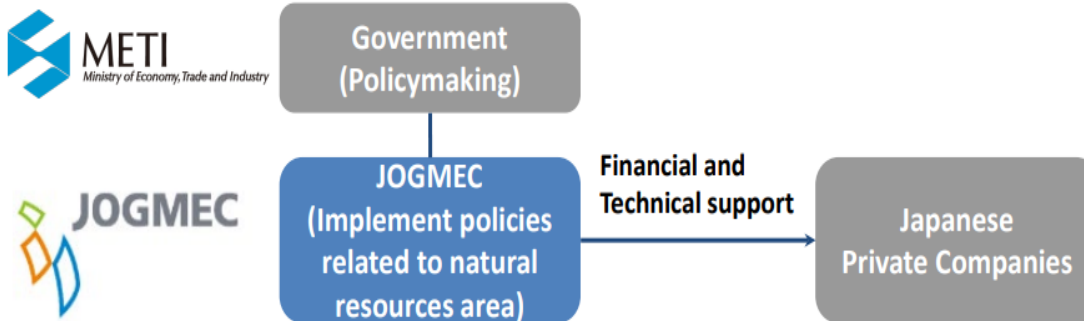 METI
Ministry of Economy, Trade and Industry
Government
(Policymaking)
JOGMEC
JOGMEC
(Implement policies
related to natural
resources area)
Financial and
Technical support
Japanese
Private Companies